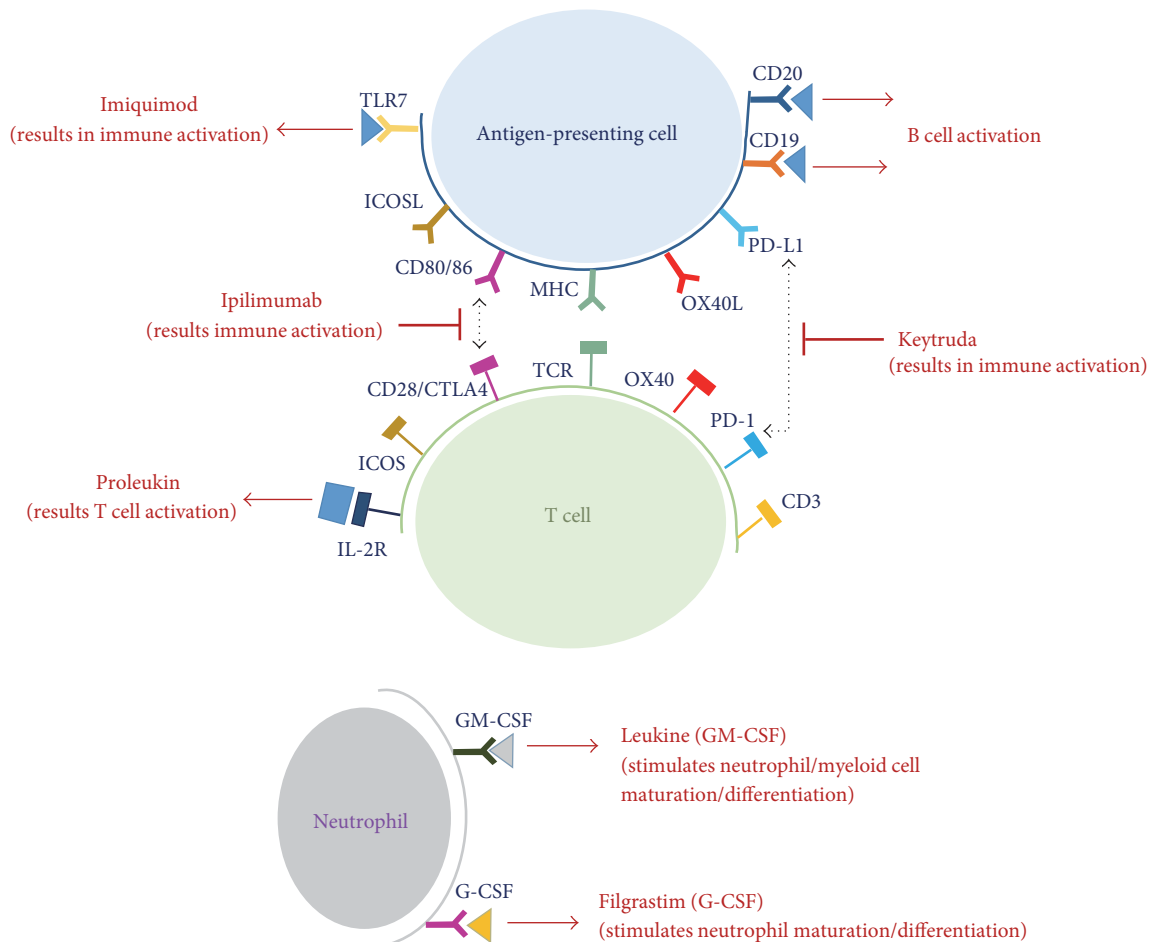 CD20
TLR7
Imiquimod
(results in immune activation)
Antigen-presenting cell
B cell activation
CD19
ICOSL
PD-L1
CD80/86
MHC
OX40L
Ipilimumab
(results immune activation)
Keytruda
(results in immune activation)
TCR
OX40
CD28/CTLA4
PD-1
ICOS
Proleukin
(results T cell activation)
CD3
T cell
IL-2R
GM-CSF
Leukine (GM-CSF)
(stimulates neutrophil/myeloid cell
maturation/differentiation)
Neutrophil
G-CSF
Filgrastim (G-CSF)
(stimulates neutrophil maturation/differentiation)